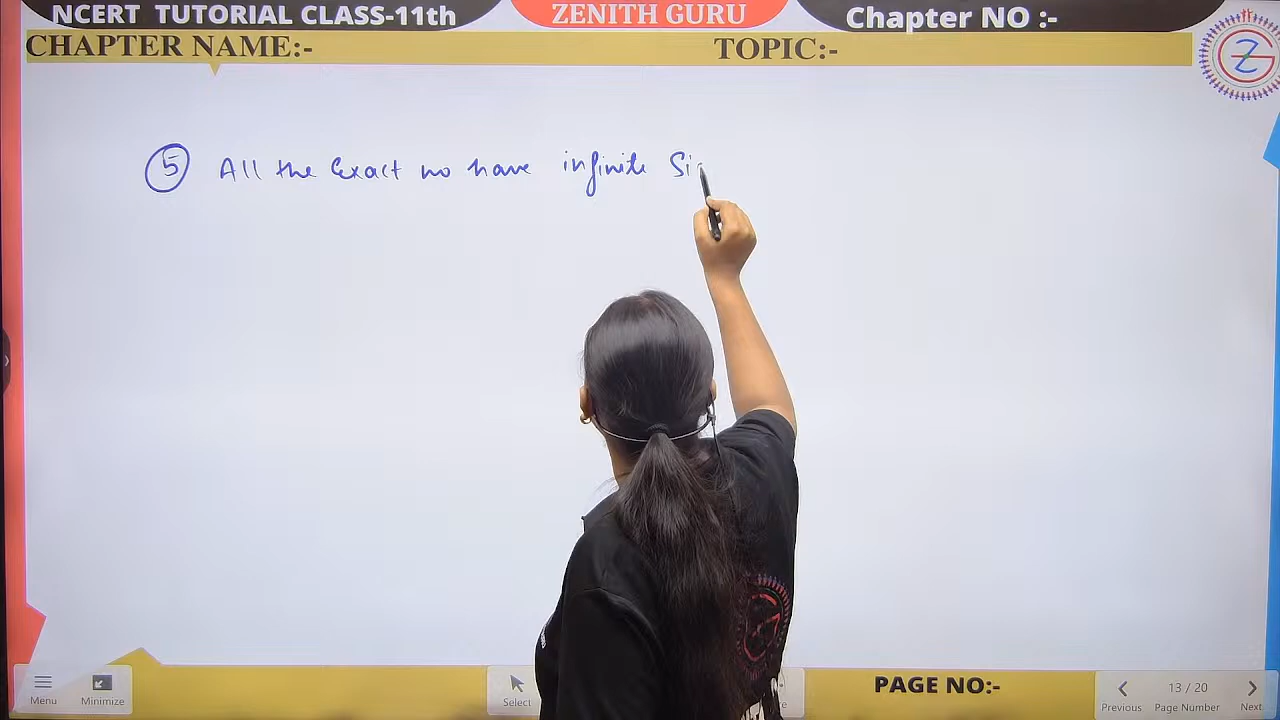 NCERT TUTORIAL CLASS-11th
ZENITH GURU
Chapter NO :-
CHAPTER NAME:-
TOPIC:-
5 All the Exact no have infinite Si
Menu
Minimize
Select
PAGE NO:-
Previous
13 / 20
Page Number
Next